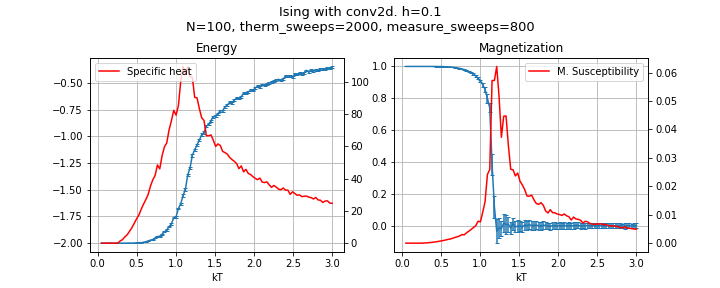 Ising with conv2d. h=0.1
N=100, therm_sweeps=2000, measure_sweeps=800
Energy
Specific heat
−0.50
−0.75
−1.00
−1.25
−1.50
−1.75
−2.00
100
80
60
40
20
0
0.0 0.5 1.0 1.5 2.0 2.5 3.0
kT
Magnetization
M. Susceptibility
1.0
0.8
0.6
0.4
0.2
0.0
0.06
0.05
0.04
0.03
0.02
0.01
0.00
0.0 0.5 1.0 1.5 2.0 2.5 3.0
kT